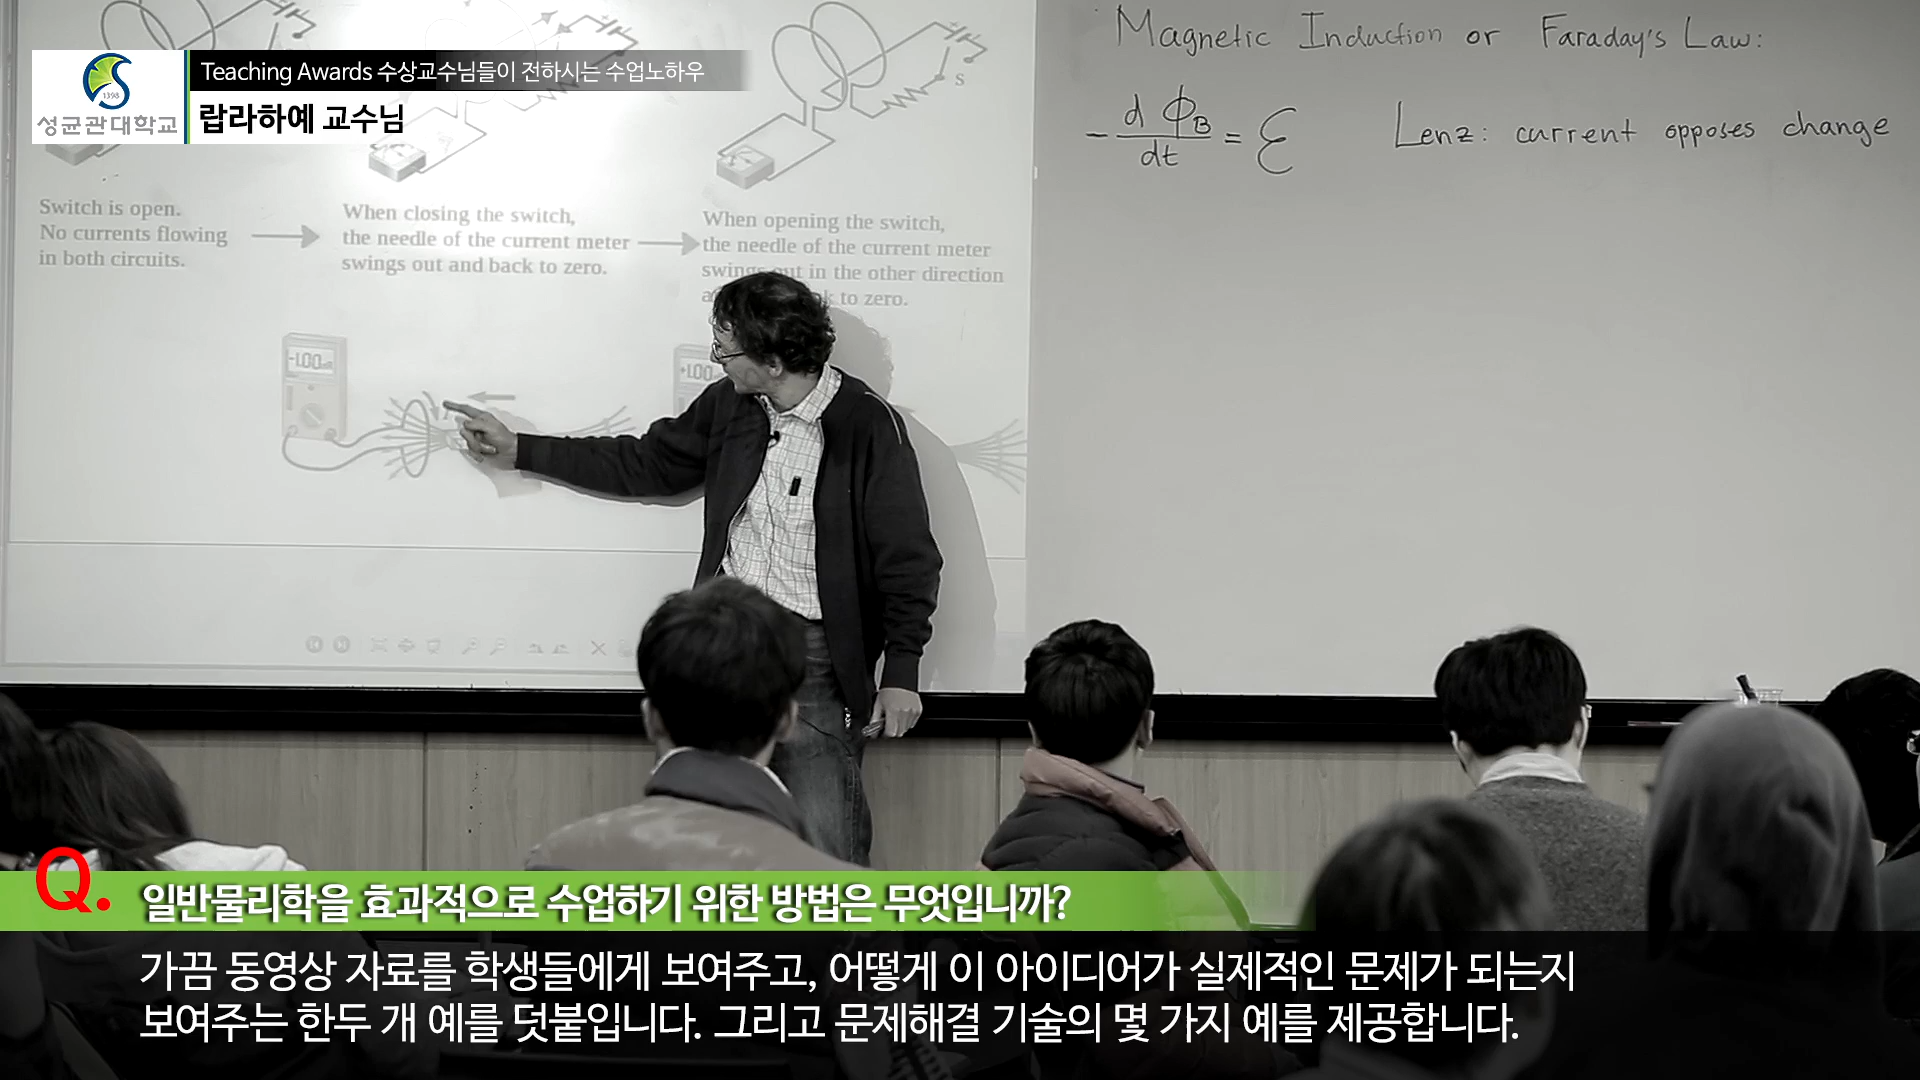 Teaching Awards 수상교수님들이 전하시는 수업노하우
1398
성균관대학교
랍라하예 교수님
S
Magnetic Induction or Faraday's Law:
- d ϕB / dt = ℰ
Lenz: current opposes change
Switch is open.
No currents flowing
in both circuits.
When closing the switch,
the needle of the current meter
swings out and back to zero.
When opening the switch,
the needle of the current meter
swings out in the other direction
to zero.
-1.00
+1.00
Q. 일반물리학을 효과적으로 수업하기 위한 방법은 무엇입니까?
가끔 동영상 자료를 학생들에게 보여주고, 어떻게 이 아이디어가 실제적인 문제가 되는지
보여주는 한두 개 예를 덧붙입니다. 그리고 문제해결 기술의 몇 가지 예를 제공합니다.